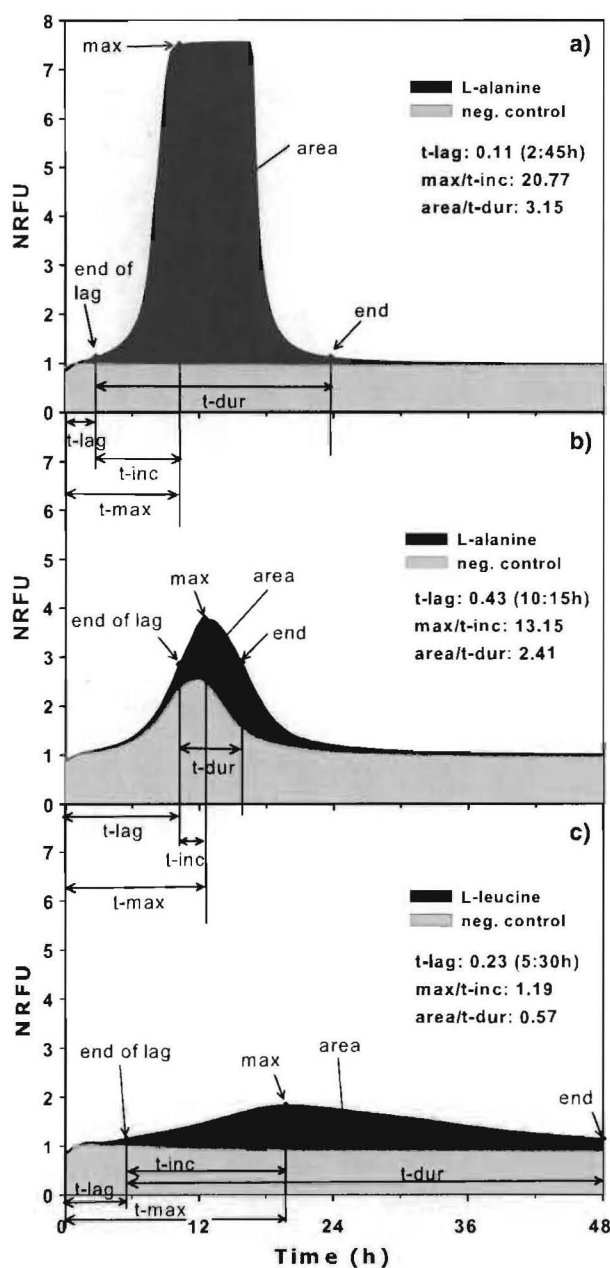 8
a)
max
7
L-alanine
neg. control
6
area
t-lag: 0.11 (2:45h)
5
max/t-inc: 20.77
NRFU
area/t-dur: 3.15
4
3
end of
lag
end
2
1
t-dur
0
t-lag
b)
7
t-inc
t-max
6
L-alanine
neg. control
5
max
area
t-lag: 0.43 (10:15h)
NRFU
4
max/t-inc: 13.15
end of lag
end
area/t-dur: 2.41
3
2
t-dur
1
0
t-lag
c)
7
t-inc
t-max
6
L-leucine
neg. control
5
t-lag: 0.23 (5:30h)
NRFU
4
max/t-inc: 1.19
area/t-dur: 0.57
3
end of lag
max
area
end
2
1
t-inc
t-dur
t-lag
0
t-max
0 12 24 36 48
Time (h)